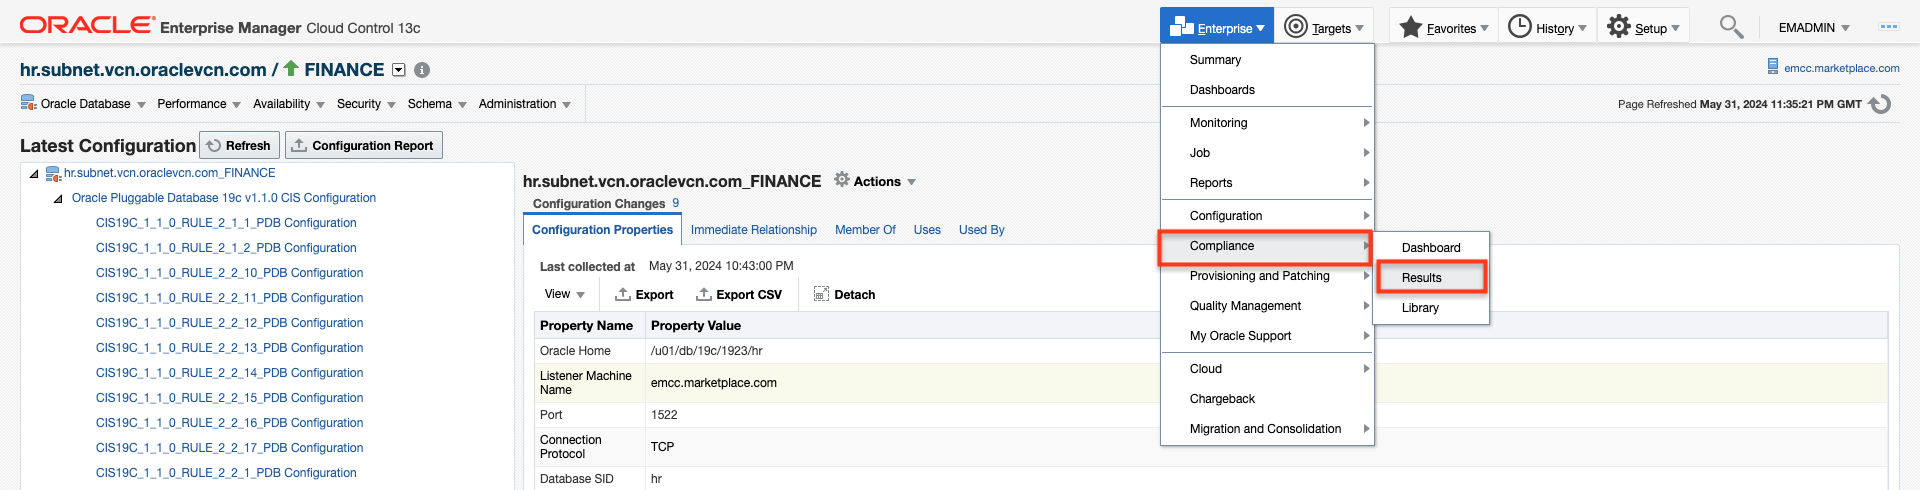 ORACLE Enterprise Manager Cloud Control 13c
Enterprise Targets Favorites History Setup EMADMIN
hr.subnet.vcn.oraclevcn.com / FINANCE
emcc.marketplace.com
Oracle Database Performance Availability Security Schema Administration
Page Refreshed May 31, 2024 11:35:21 PM GMT
Latest Configuration Refresh Configuration Report
hr.subnet.vcn.oraclevcn.com_FINANCE
Oracle Pluggable Database 19c v1.1.0 CIS Configuration
CIS19C_1_1_0_RULE_2_1_1_PDB Configuration
CIS19C_1_1_0_RULE_2_1_2_PDB Configuration
CIS19C_1_1_0_RULE_2_2_10_PDB Configuration
CIS19C_1_1_0_RULE_2_2_11_PDB Configuration
CIS19C_1_1_0_RULE_2_2_12_PDB Configuration
CIS19C_1_1_0_RULE_2_2_13_PDB Configuration
CIS19C_1_1_0_RULE_2_2_14_PDB Configuration
CIS19C_1_1_0_RULE_2_2_15_PDB Configuration
CIS19C_1_1_0_RULE_2_2_16_PDB Configuration
CIS19C_1_1_0_RULE_2_2_17_PDB Configuration
CIS19C_1_1_0_RULE_2_2_1_PDB Configuration
hr.subnet.vcn.oraclevcn.com_FINANCE Actions
Configuration Changes 9
Configuration Properties Immediate Relationship Member Of Uses Used By
Last collected at May 31, 2024 10:43:00 PM
View Export Export CSV Detach
Property Name Property Value
Oracle Home /u01/db/19c/1923/hr
Listener Machine
Name emcc.marketplace.com
Port 1522
Connection
Protocol TCP
Database SID hr
Summary
Dashboards
Monitoring
Job
Reports
Configuration
Compliance
Provisioning and Patching
Quality Management
My Oracle Support
Cloud
Chargeback
Migration and Consolidation
Dashboard
Results
Library